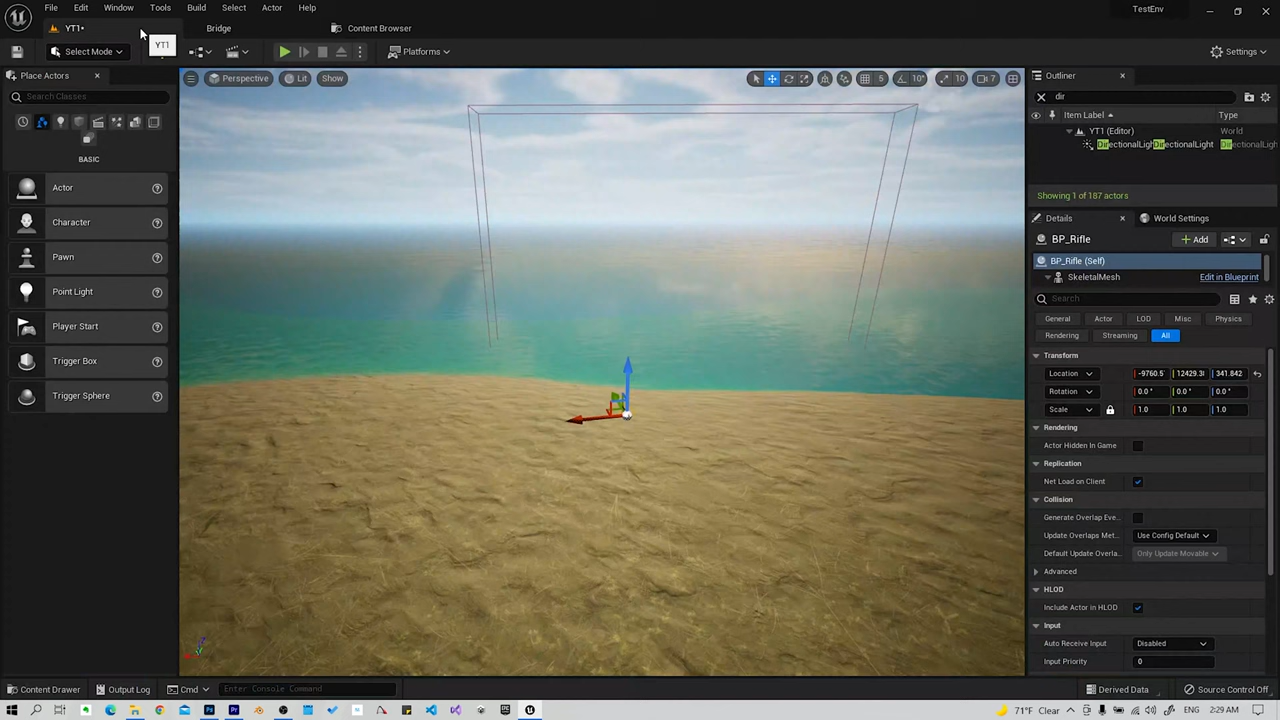 File Edit Window Tools Build Select Actor Help
TestEnv
YT1•
Bridge
Content Browser
YT1
Select Mode
Platforms
Settings
Place Actors
Search Classes
BASIC
Actor
Character
Pawn
Point Light
Player Start
Trigger Box
Trigger Sphere
Perspective
Lit
Show
5
10°
10
7
Outliner
dir
Item Label
Type
YT1 (Editor)
World
DirectionalLight
Showing 1 of 187 actors
Details
World Settings
BP_Rifle
Add
BP_Rifle (Self)
SkeletalMesh
Edit in Blueprint
Search
General
Actor
LOD
Misc
Physics
Rendering
Streaming
All
Transform
Location
-9760.5
12429.3
341.842
Rotation
0.0 °
0.0 °
0.0 °
Scale
1.0
1.0
1.0
Rendering
Actor Hidden In Game
Replication
Net Load on Client
Collision
Generate Overlap Eve...
Update Overlaps Met...
Use Config Default
Default Update Overla...
Only Update Movable
Advanced
HLOD
Include Actor in HLOD
Input
Auto Receive Input
Disabled
Input Priority
0
Content Drawer
Output Log
Cmd
Enter Console Command
Derived Data
Source Control Off
71°F Clear
5:29 AM